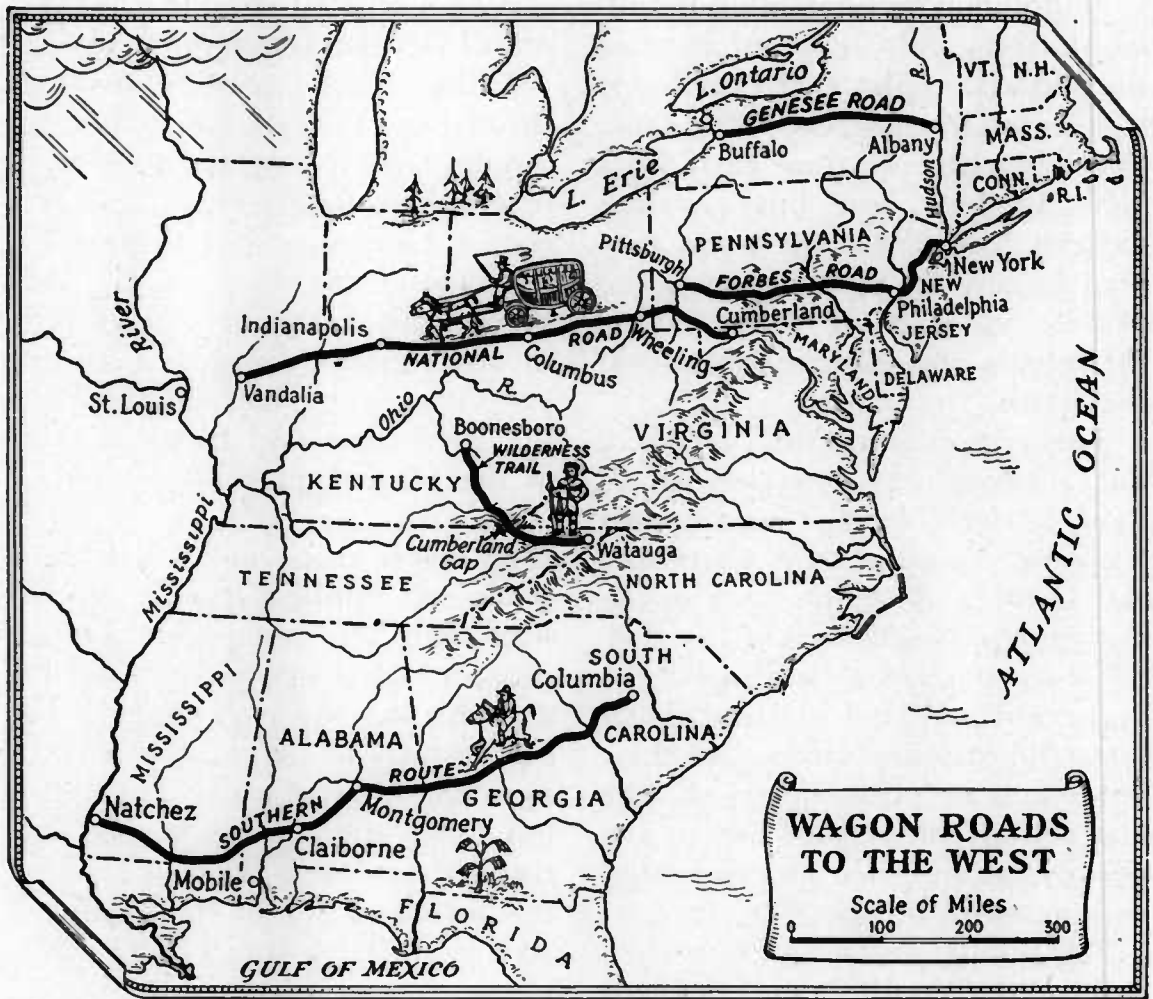 L. Ontario
R.
VT.
N.H.
GENESEE ROAD
Buffalo
Albany
MASS.
L. Erie
Hudson
CONN.
R.I.
Pittsburgh
PENNSYLVANIA
New York
FORBES ROAD
NEW
JERSEY
Philadelphia
Cumberland
Indianapolis
NATIONAL ROAD
Columbus
Wheeling
MARYLAND
DELAWARE
River
Vandalia
St. Louis
Ohio
R.
Boonesboro
WILDERNESS
TRAIL
VIRGINIA
ATLANTIC OCEAN
KENTUCKY
Mississippi
Cumberland
Gap
Watauga
TENNESSEE
NORTH CAROLINA
SOUTH
Columbia
CAROLINA
MISSISSIPPI
ALABAMA
ROUTE
GEORGIA
Natchez
SOUTHERN
Montgomery
Claiborne
Mobile
FLORIDA
GULF OF MEXICO
WAGON ROADS
TO THE WEST
Scale of Miles
0 100 200 300